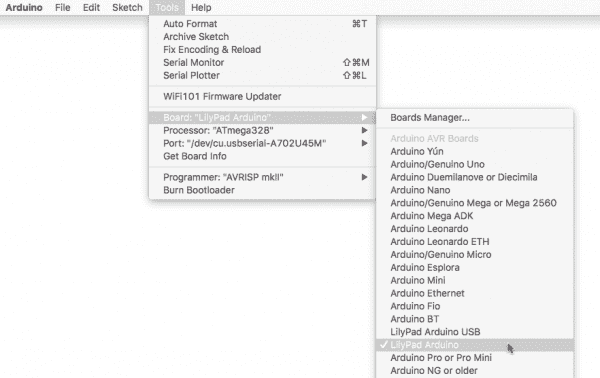 Arduino File Edit Sketch Tools Help
Auto Format ⌘T
Archive Sketch
Fix Encoding & Reload
Serial Monitor ⇧⌘M
Serial Plotter ⇧⌘L
WiFi101 Firmware Updater
Board: "LilyPad Arduino"
Processor: "ATmega328"
Port: "/dev/cu.usbserial-A702U45M"
Get Board Info
Programmer: "AVRISP mkII"
Burn Bootloader
Boards Manager...
Arduino AVR Boards
Arduino Yún
Arduino/Genuino Uno
Arduino Duemilanove or Diecimila
Arduino Nano
Arduino/Genuino Mega or Mega 2560
Arduino Mega ADK
Arduino Leonardo
Arduino Leonardo ETH
Arduino/Genuino Micro
Arduino Esplora
Arduino Mini
Arduino Ethernet
Arduino Fio
Arduino BT
LilyPad Arduino USB
✓ LilyPad Arduino
Arduino Pro or Pro Mini
Arduino NG or older